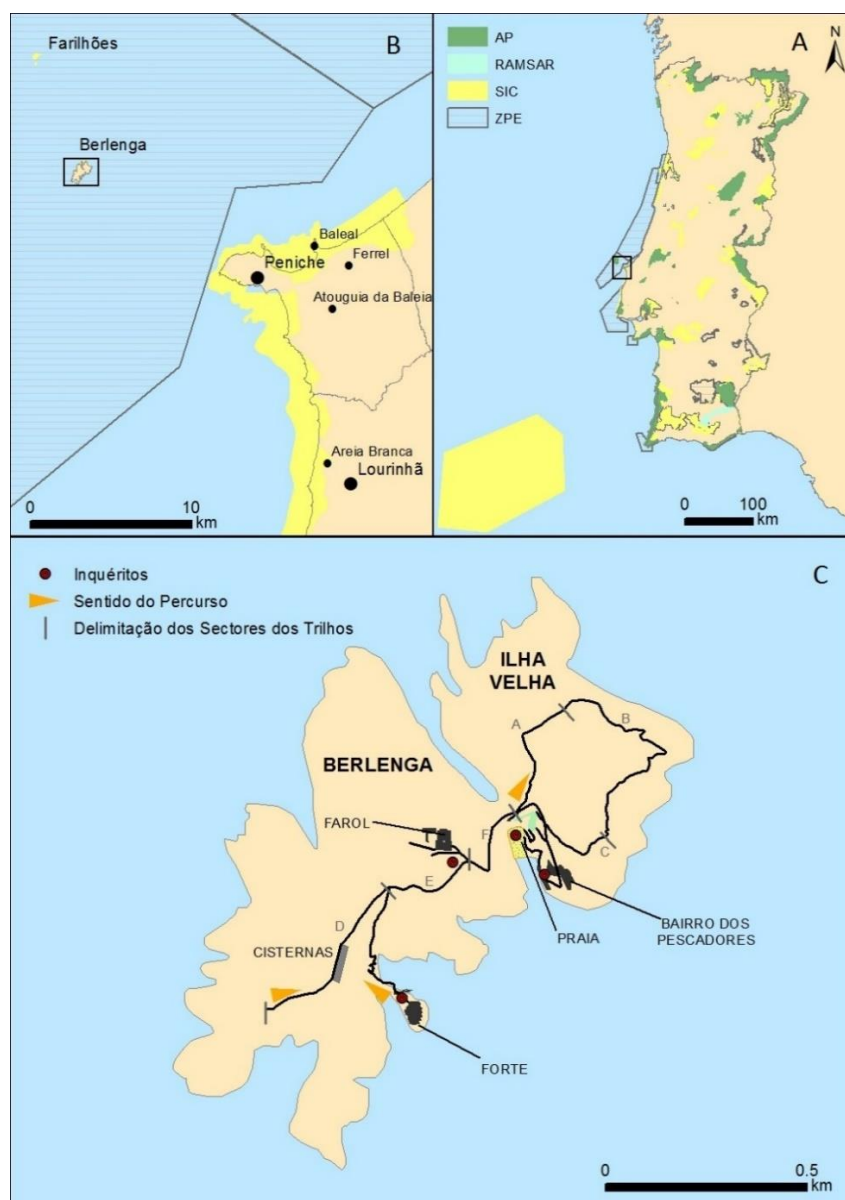 Farilhões
B
Berlenga
Baleal
Peniche
Ferrel
Atouguia da Baleia
Areia Branca
Lourinhã
0
10
km
AP
RAMSAR
SIC
ZPE
A
N
0
100
km
Inquéritos
Sentido do Percurso
Delimitação dos Sectores dos Trilhos
C
ILHA
VELHA
A
B
BERLENGA
FAROL
F
C
E
BAIRRO DOS
PESCADORES
PRAIA
D
CISTERNAS
FORTE
0
0.5
km